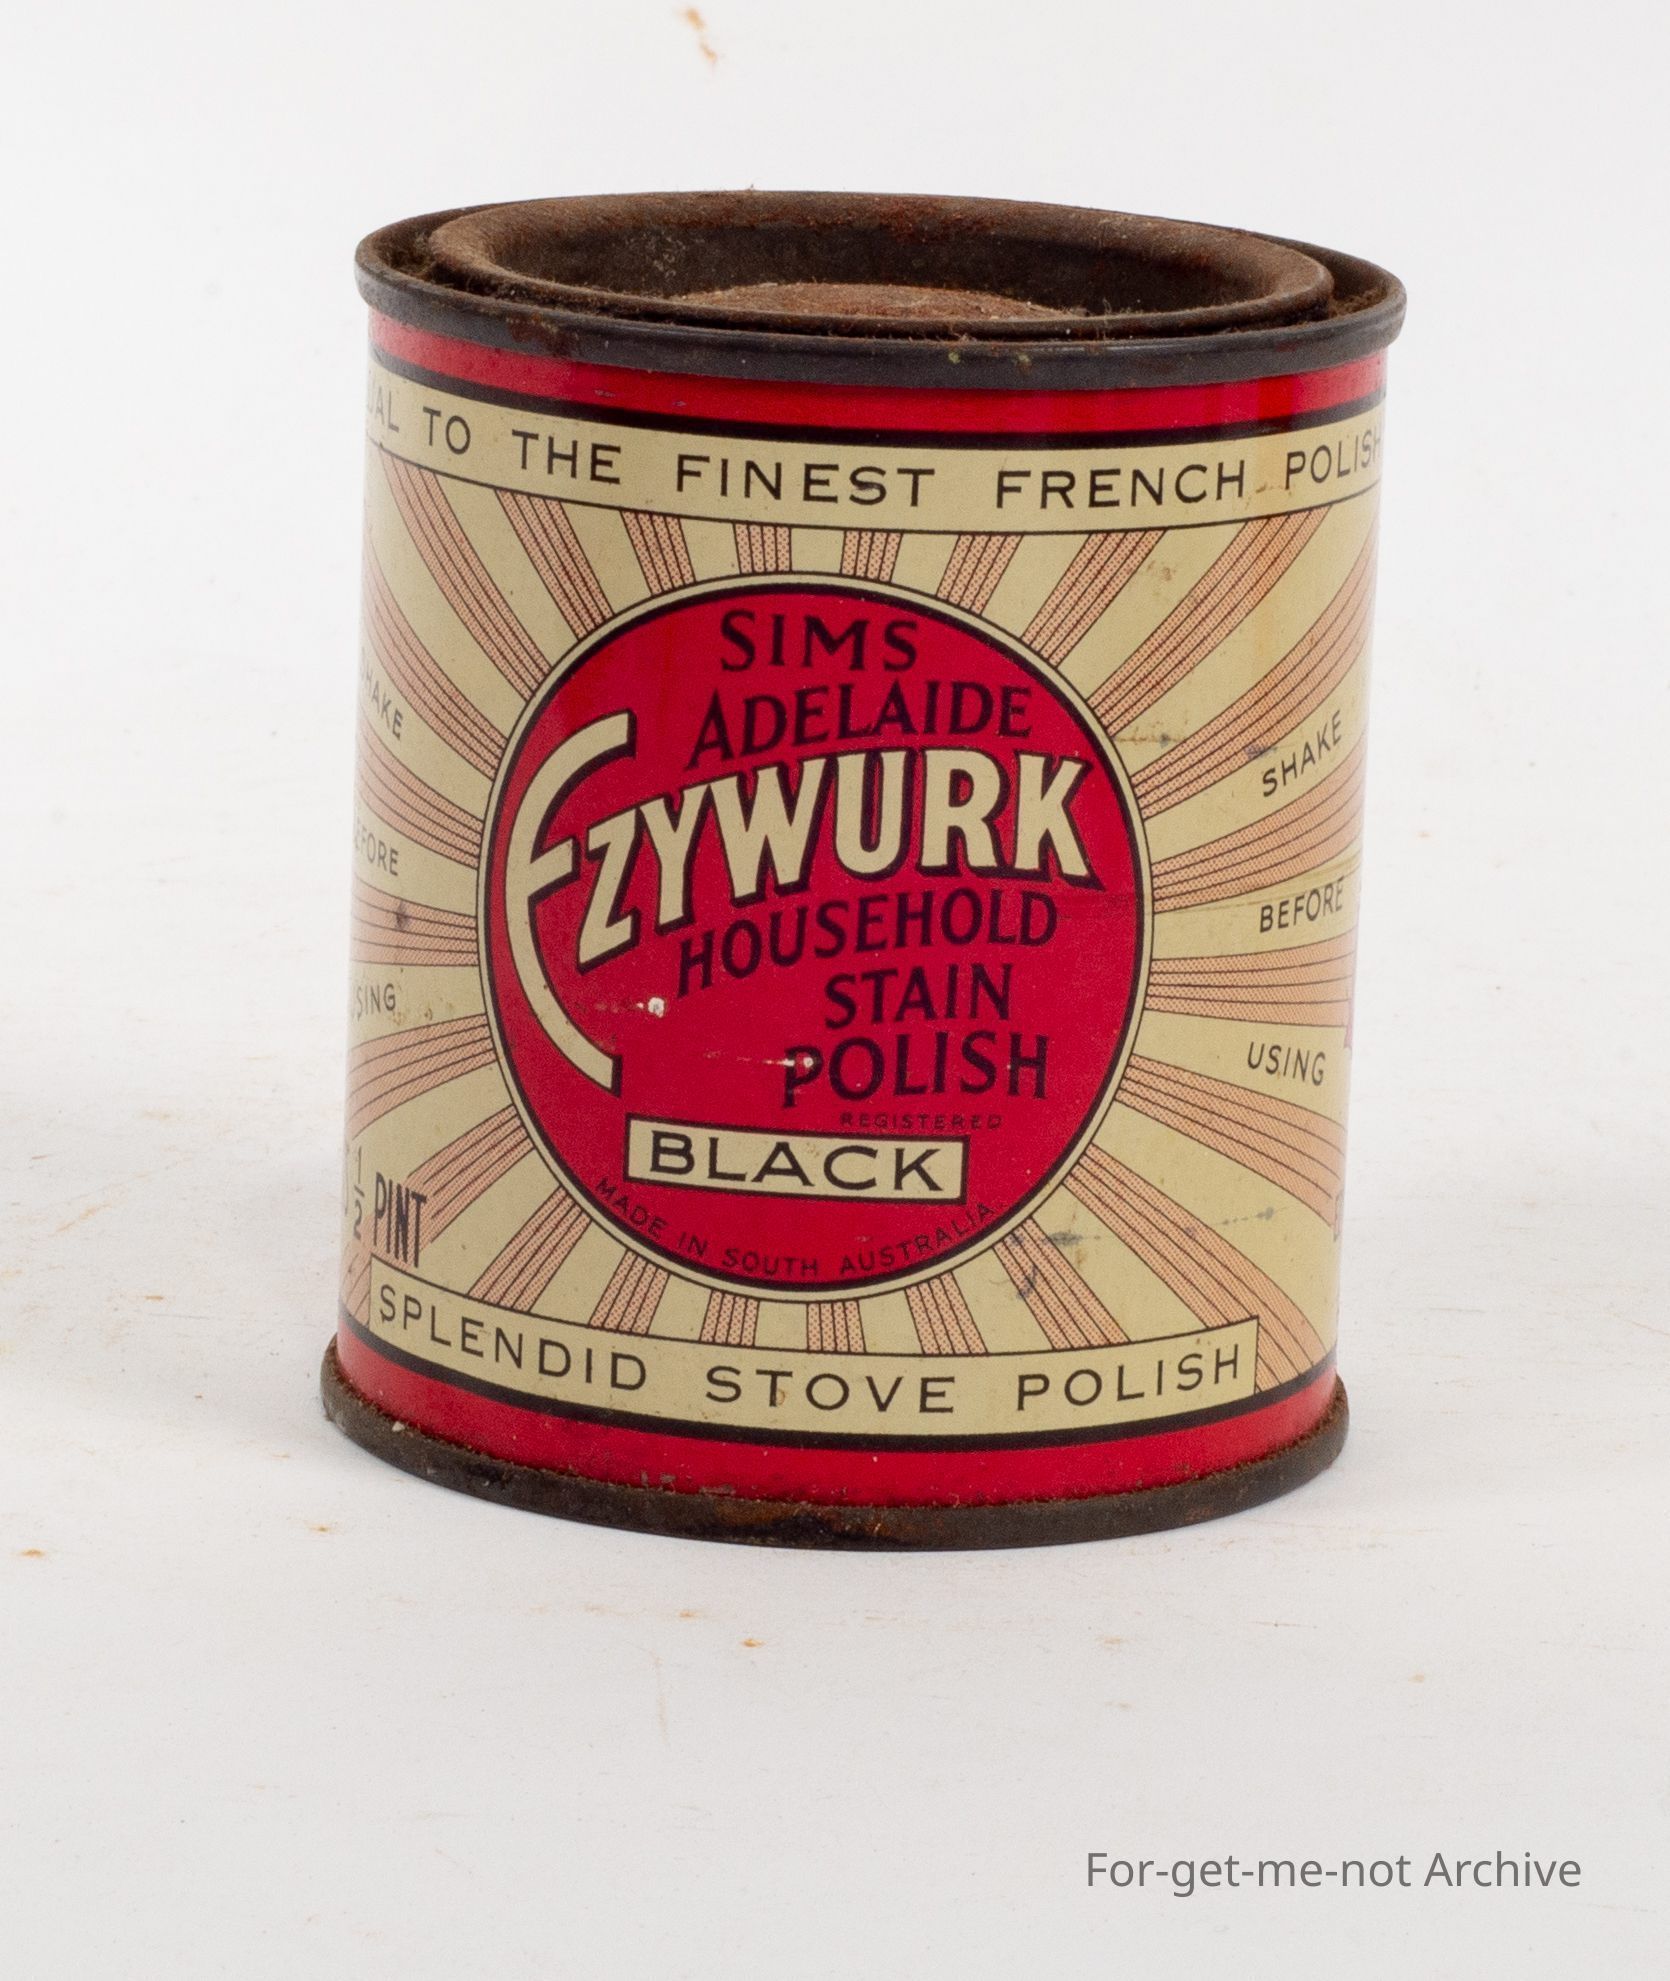 TO THE FINEST FRENCH POLISH
SIMS
ADELAIDE
EZYWURK
HOUSEHOLD
STAIN
POLISH
REGISTERED
BLACK
MADE IN SOUTH AUSTRALIA
SHAKE
BEFORE
USING
SHAKE
BEFORE
USING
½ PINT
SPLENDID STOVE POLISH
For-get-me-not Archive